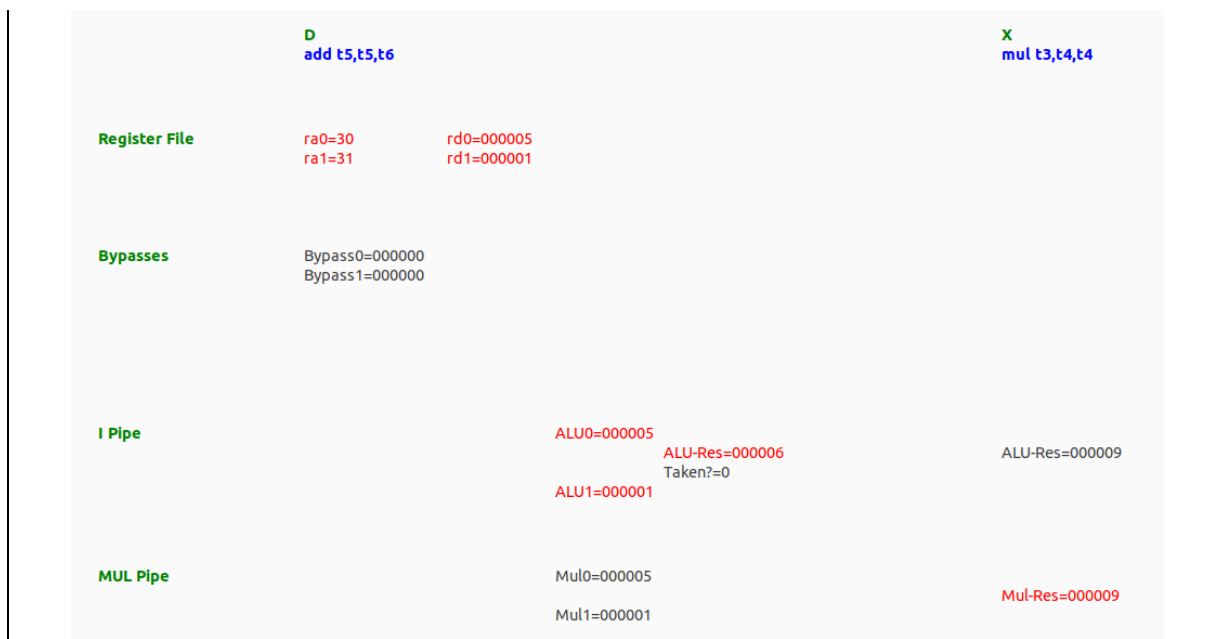 D X
add t5,t5,t6 mul t3,t4,t4
Register File ra0=30 rd0=000005
ra1=31 rd1=000001
Bypasses Bypass0=000000
Bypass1=000000
I Pipe ALU0=000005
ALU-Res=000006 ALU-Res=000009
Taken?=0
ALU1=000001
MUL Pipe Mul0=000005
Mul-Res=000009
Mul1=000001